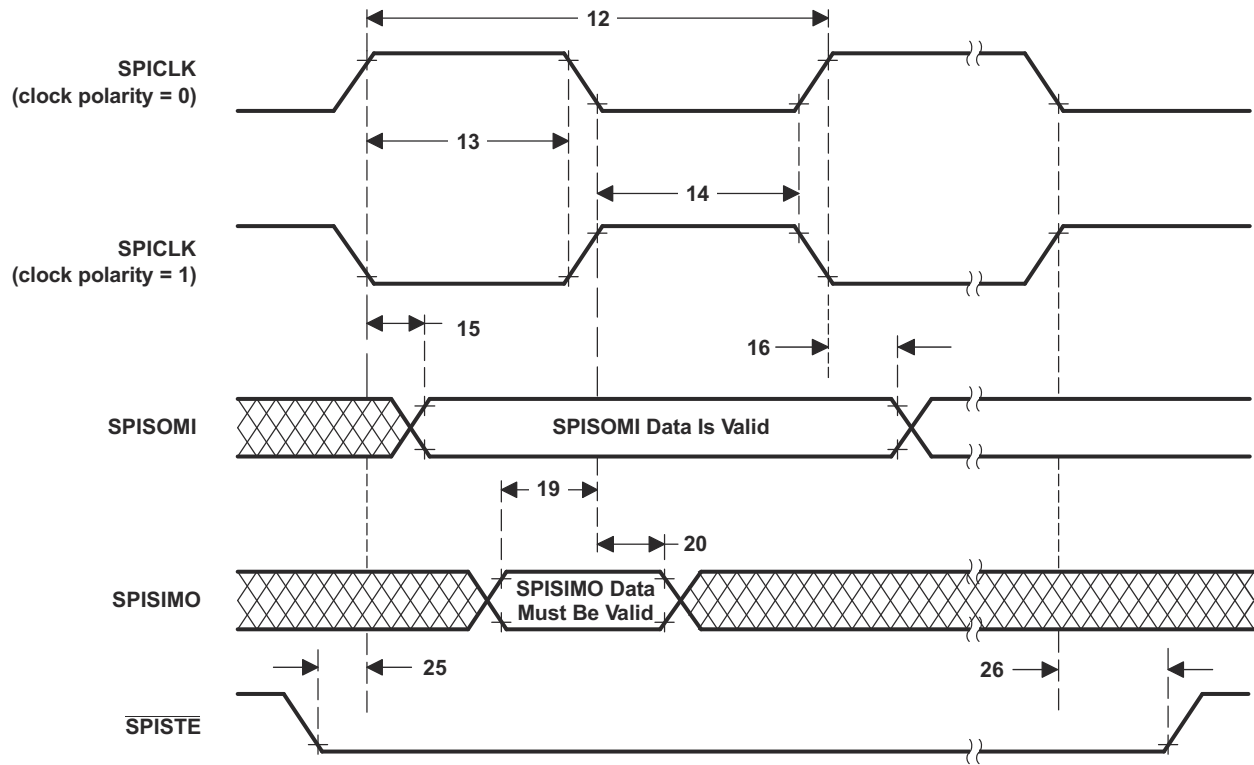 12
SPICLK
(clock polarity = 0)
13
14
SPICLK
(clock polarity = 1)
15
16
SPISOMI
SPISOMI Data Is Valid
19
20
SPISIMO
SPISIMO Data
Must Be Valid
25
26
SPISTE